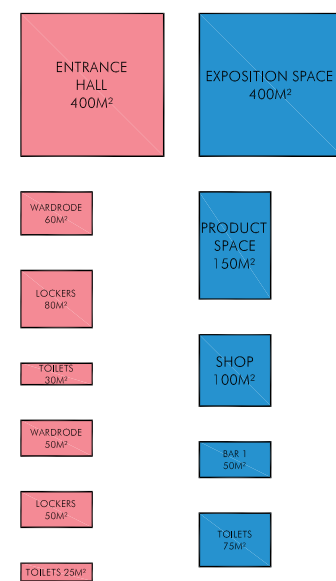 ENTRANCE
HALL
400M²
EXPOSITION SPACE
400M²
WARDRODE
60M²
PRODUCT
SPACE
150M²
LOCKERS
80M²
SHOP
100M²
TOILETS
30M²
WARDRODE
50M²
BAR 1
50M²
LOCKERS
50M²
TOILETS
75M²
TOILETS 25M²